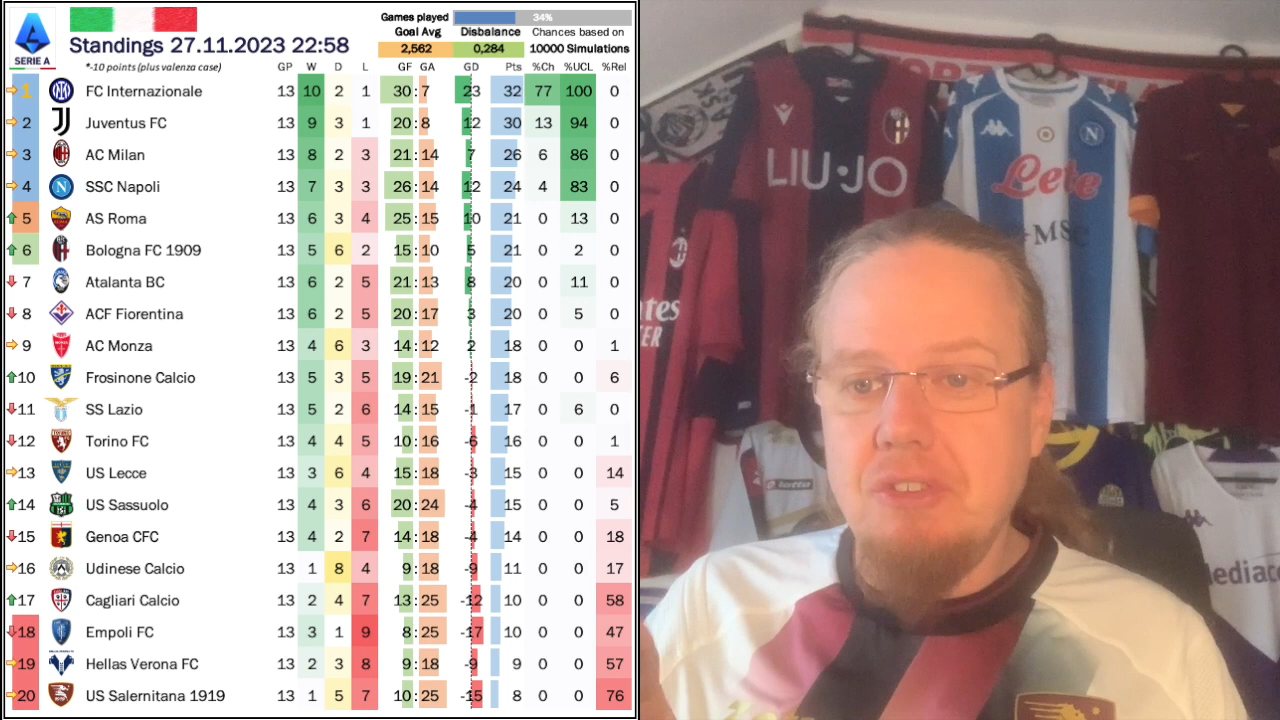 Games played 34%
Goal Avg Disbalance Chances based on
Standings 27.11.2023 22:58 2,562 0,284 10000 Simulations
SERIE A
*-10 points (plus valenza case) GP W D L GF GA GD Pts %Ch %UCL %Rel
1 FC Internazionale 13 10 2 1 30:7 23 32 77 100 0
2 Juventus FC 13 9 3 1 20:8 12 30 13 94 0
3 AC Milan 13 8 2 3 21:14 7 26 6 86 0
4 SSC Napoli 13 7 3 3 26:14 12 24 4 83 0
5 AS Roma 13 6 3 4 25:15 10 21 0 13 0
6 Bologna FC 1909 13 5 6 2 15:10 5 21 0 2 0
7 Atalanta BC 13 6 2 5 21:13 8 20 0 11 0
8 ACF Fiorentina 13 6 2 5 20:17 3 20 0 5 0
9 AC Monza 13 4 6 3 14:12 2 18 0 0 1
10 Frosinone Calcio 13 5 3 5 19:21 -2 18 0 0 6
11 SS Lazio 13 5 2 6 14:15 -1 17 0 6 0
12 Torino FC 13 4 4 5 10:16 -6 16 0 0 1
13 US Lecce 13 3 6 4 15:18 -3 15 0 0 14
14 US Sassuolo 13 4 3 6 20:24 -4 15 0 0 5
15 Genoa CFC 13 4 2 7 14:18 -4 14 0 0 18
16 Udinese Calcio 13 1 8 4 9:18 -9 11 0 0 17
17 Cagliari Calcio 13 2 4 7 13:25 -12 10 0 0 58
18 Empoli FC 13 3 1 9 8:25 -17 10 0 0 47
19 Hellas Verona FC 13 2 3 8 9:18 -9 9 0 0 57
20 US Salernitana 1919 13 1 5 7 10:25 -15 8 0 0 76
LIU·JO
N
Lete
MSC
lotto